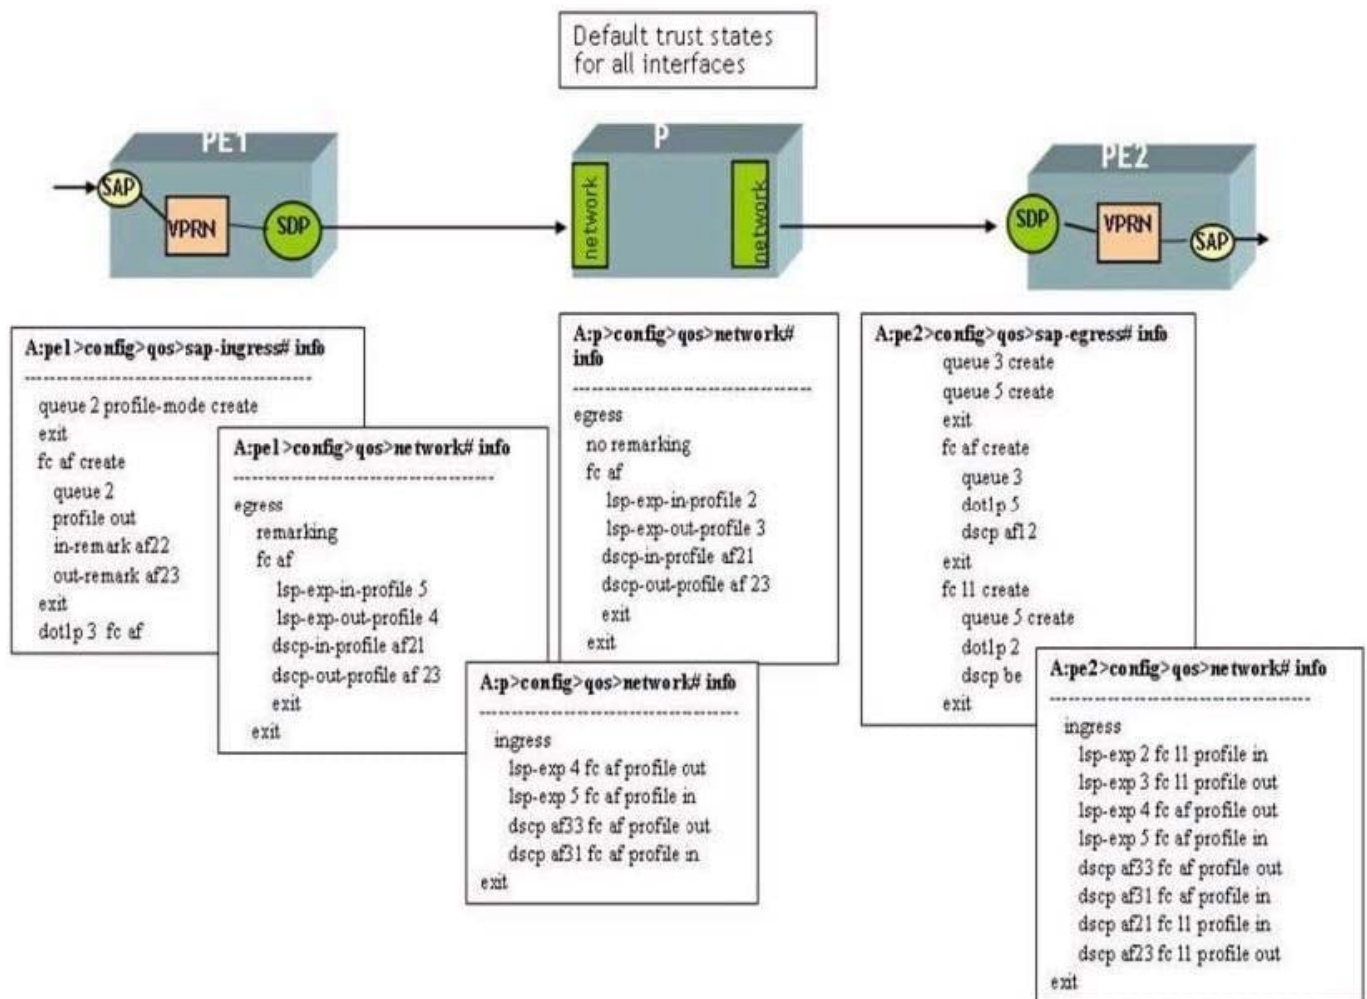 Default trust states
for all interfaces
PE1
SAP
VPRN
SDP
P
network
network
PE2
SDP
VPRN
SAP
A:pe1>config>qos>sap-ingress# info
------------------------------------------
queue 2 profile-mode create
exit
fc af create
queue 2
profile out
in-remark af22
out-remark af23
exit
dot1p 3 fc af
A:pe1>config>qos>network# info
--------------------------------------
egress
remarking
fc af
lsp-exp-in-profile 5
lsp-exp-out-profile 4
dscp-in-profile af21
dscp-out-profile af 23
exit
exit
A:p>config>qos>network#
info
-----------------------------------
egress
no remarking
fc af
lsp-exp-in-profile 2
lsp-exp-out-profile 3
dscp-in-profile af21
dscp-out-profile af 23
exit
exit
A:p>config>qos>network# info
--------------------------------------
ingress
lsp-exp 4 fc af profile out
lsp-exp 5 fc af profile in
dscp af33 fc af profile out
dscp af31 fc af profile in
exit
A:pe2>config>qos>sap-egress# info
queue 3 create
queue 5 create
exit
fc af create
queue 3
dot1p 5
dscp af12
exit
fc l1 create
queue 5 create
dot1p 2
dscp be
exit
A:pe2>config>qos>network# info
--------------------------------------
ingress
lsp-exp 2 fc l1 profile in
lsp-exp 3 fc l1 profile out
lsp-exp 4 fc af profile out
lsp-exp 5 fc af profile in
dscp af33 fc af profile out
dscp af31 fc af profile in
dscp af21 fc l1 profile in
dscp af23 fc l1 profile out
exit